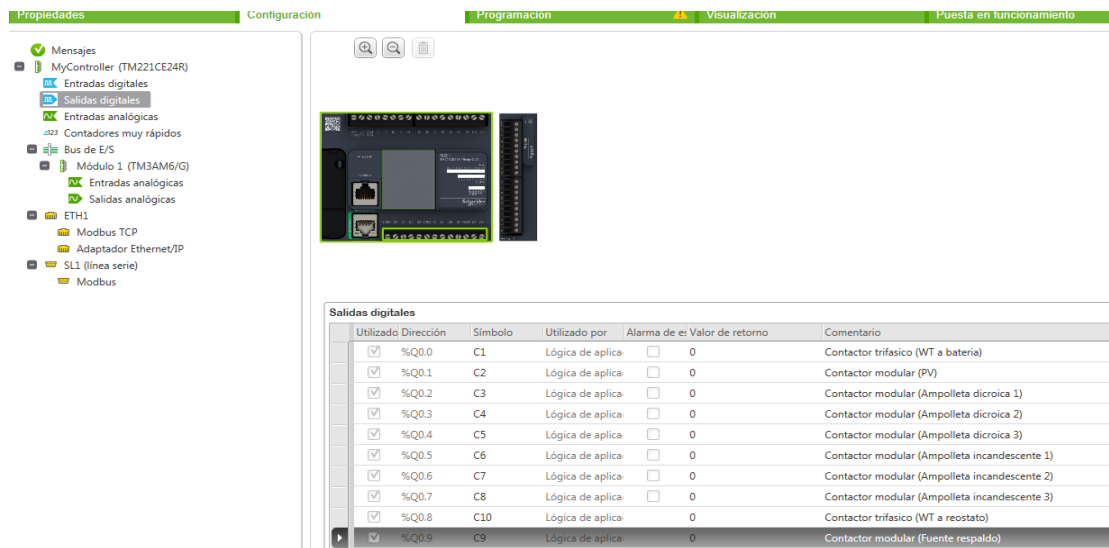 Propiedades Configuración Programación Visualización Puesta en funcionamiento
Mensajes
MyController (TM221CE24R)
Entradas digitales
Salidas digitales
Entradas analógicas
Contadores muy rápidos
Bus de E/S
Módulo 1 (TM3AM6/G)
Entradas analógicas
Salidas analógicas
ETH1
Modbus TCP
Adaptador Ethernet/IP
SL1 (línea serie)
Modbus
Salidas digitales
Utilizado Dirección Símbolo Utilizado por Alarma de es Valor de retorno Comentario
%Q0.0 C1 Lógica de aplica 0 Contactor trifasico (WT a bateria)
%Q0.1 C2 Lógica de aplica 0 Contactor modular (PV)
%Q0.2 C3 Lógica de aplica 0 Contactor modular (Ampolleta dicroica 1)
%Q0.3 C4 Lógica de aplica 0 Contactor modular (Ampolleta dicroica 2)
%Q0.4 C5 Lógica de aplica 0 Contactor modular (Ampolleta dicroica 3)
%Q0.5 C6 Lógica de aplica 0 Contactor modular (Ampolleta incandescente 1)
%Q0.6 C7 Lógica de aplica 0 Contactor modular (Ampolleta incandescente 2)
%Q0.7 C8 Lógica de aplica 0 Contactor modular (Ampolleta incandescente 3)
%Q0.8 C10 Lógica de aplica 0 Contactor trifasico (WT a reostato)
%Q0.9 C9 Lógica de aplica 0 Contactor modular (Fuente respaldo)